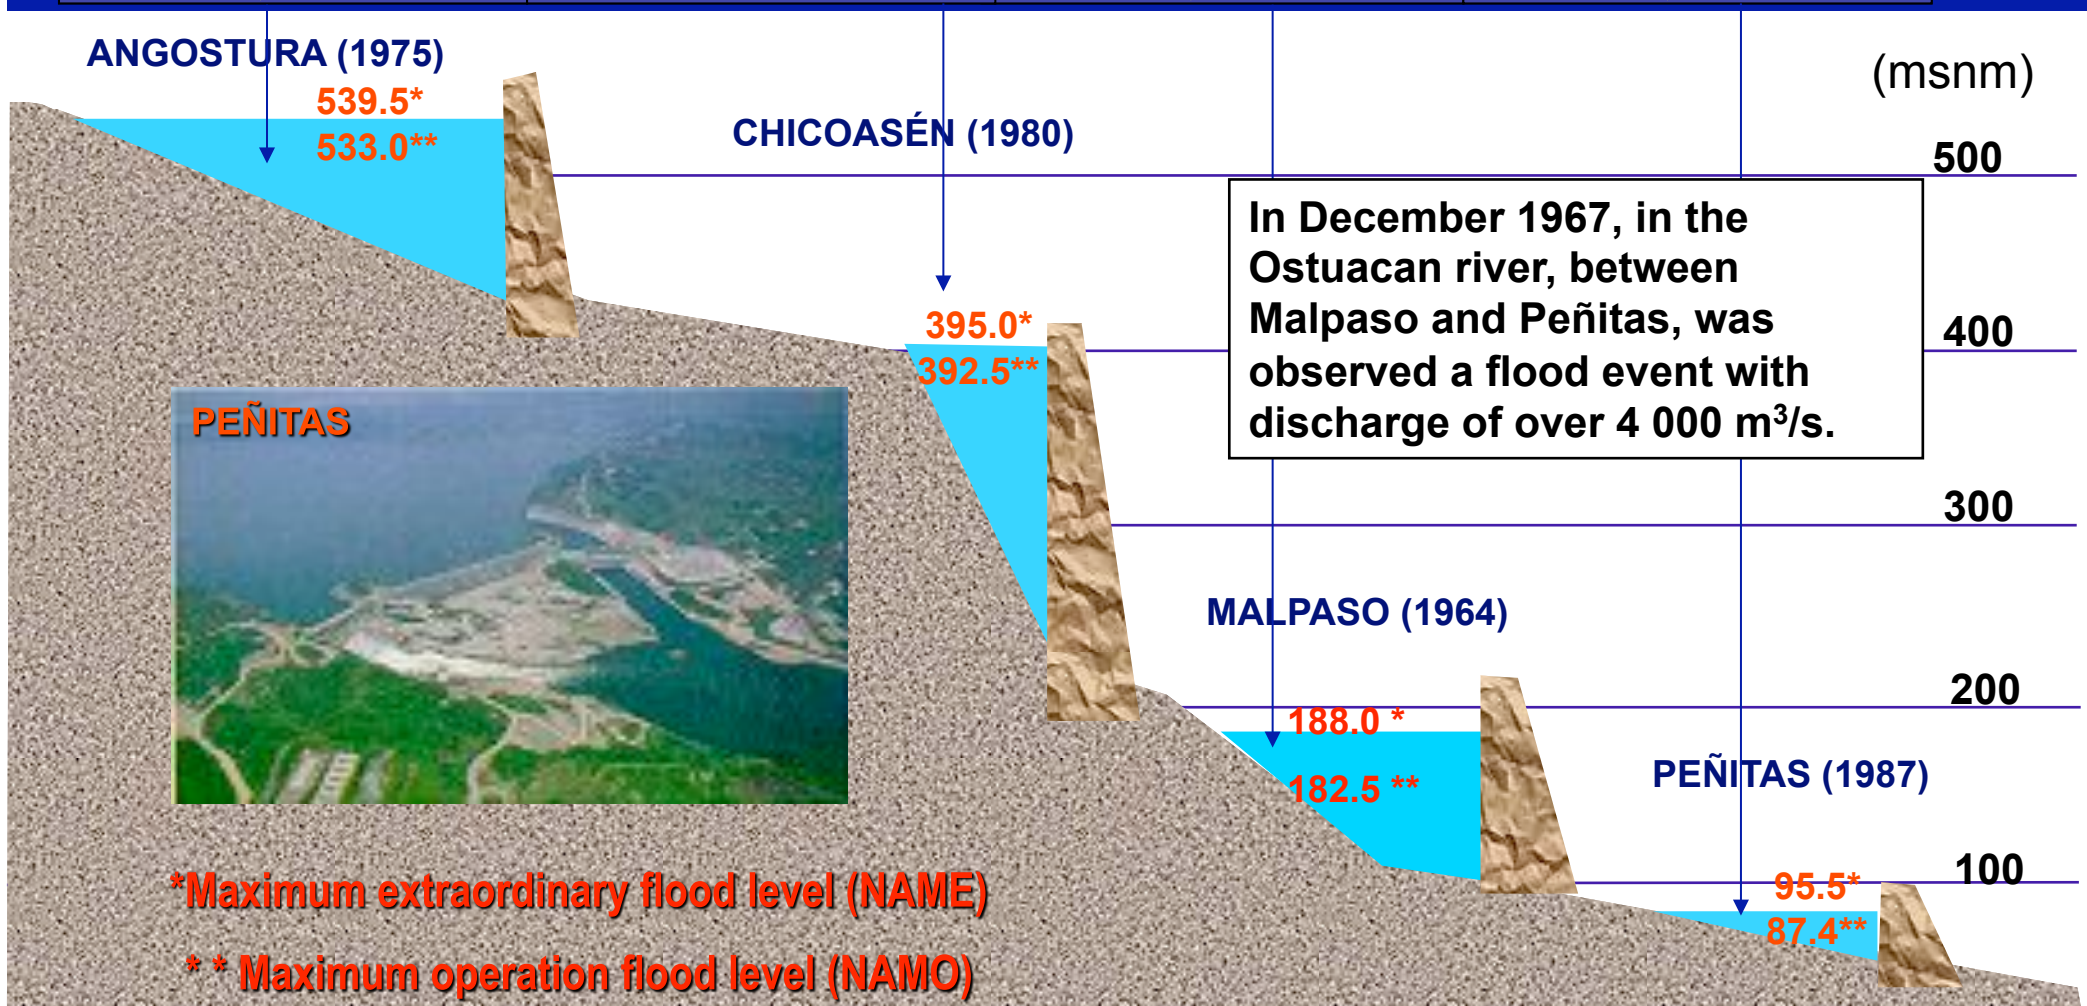 ANGOSTURA (1975)
(msnm)
539.5*
533.0**
CHICOASÉN (1980)
500
In December 1967, in the
Ostuacan river, between
Malpaso and Peñitas, was
observed a flood event with
discharge of over 4 000 m³/s.
395.0*
392.5**
400
PEÑITAS
300
MALPASO (1964)
200
188.0 *
182.5 **
PEÑITAS (1987)
100
95.5*
87.4**
*Maximum extraordinary flood level (NAME)
* * Maximum operation flood level (NAMO)